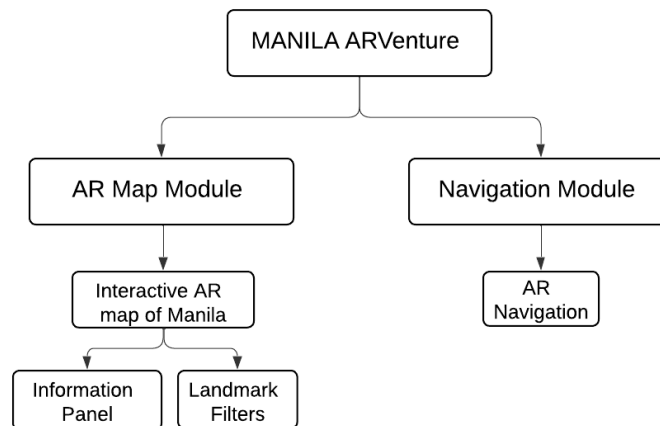 MANILA ARVenture
AR Map Module
Navigation Module
Interactive AR
map of Manila
AR
Navigation
Information
Panel
Landmark
Filters